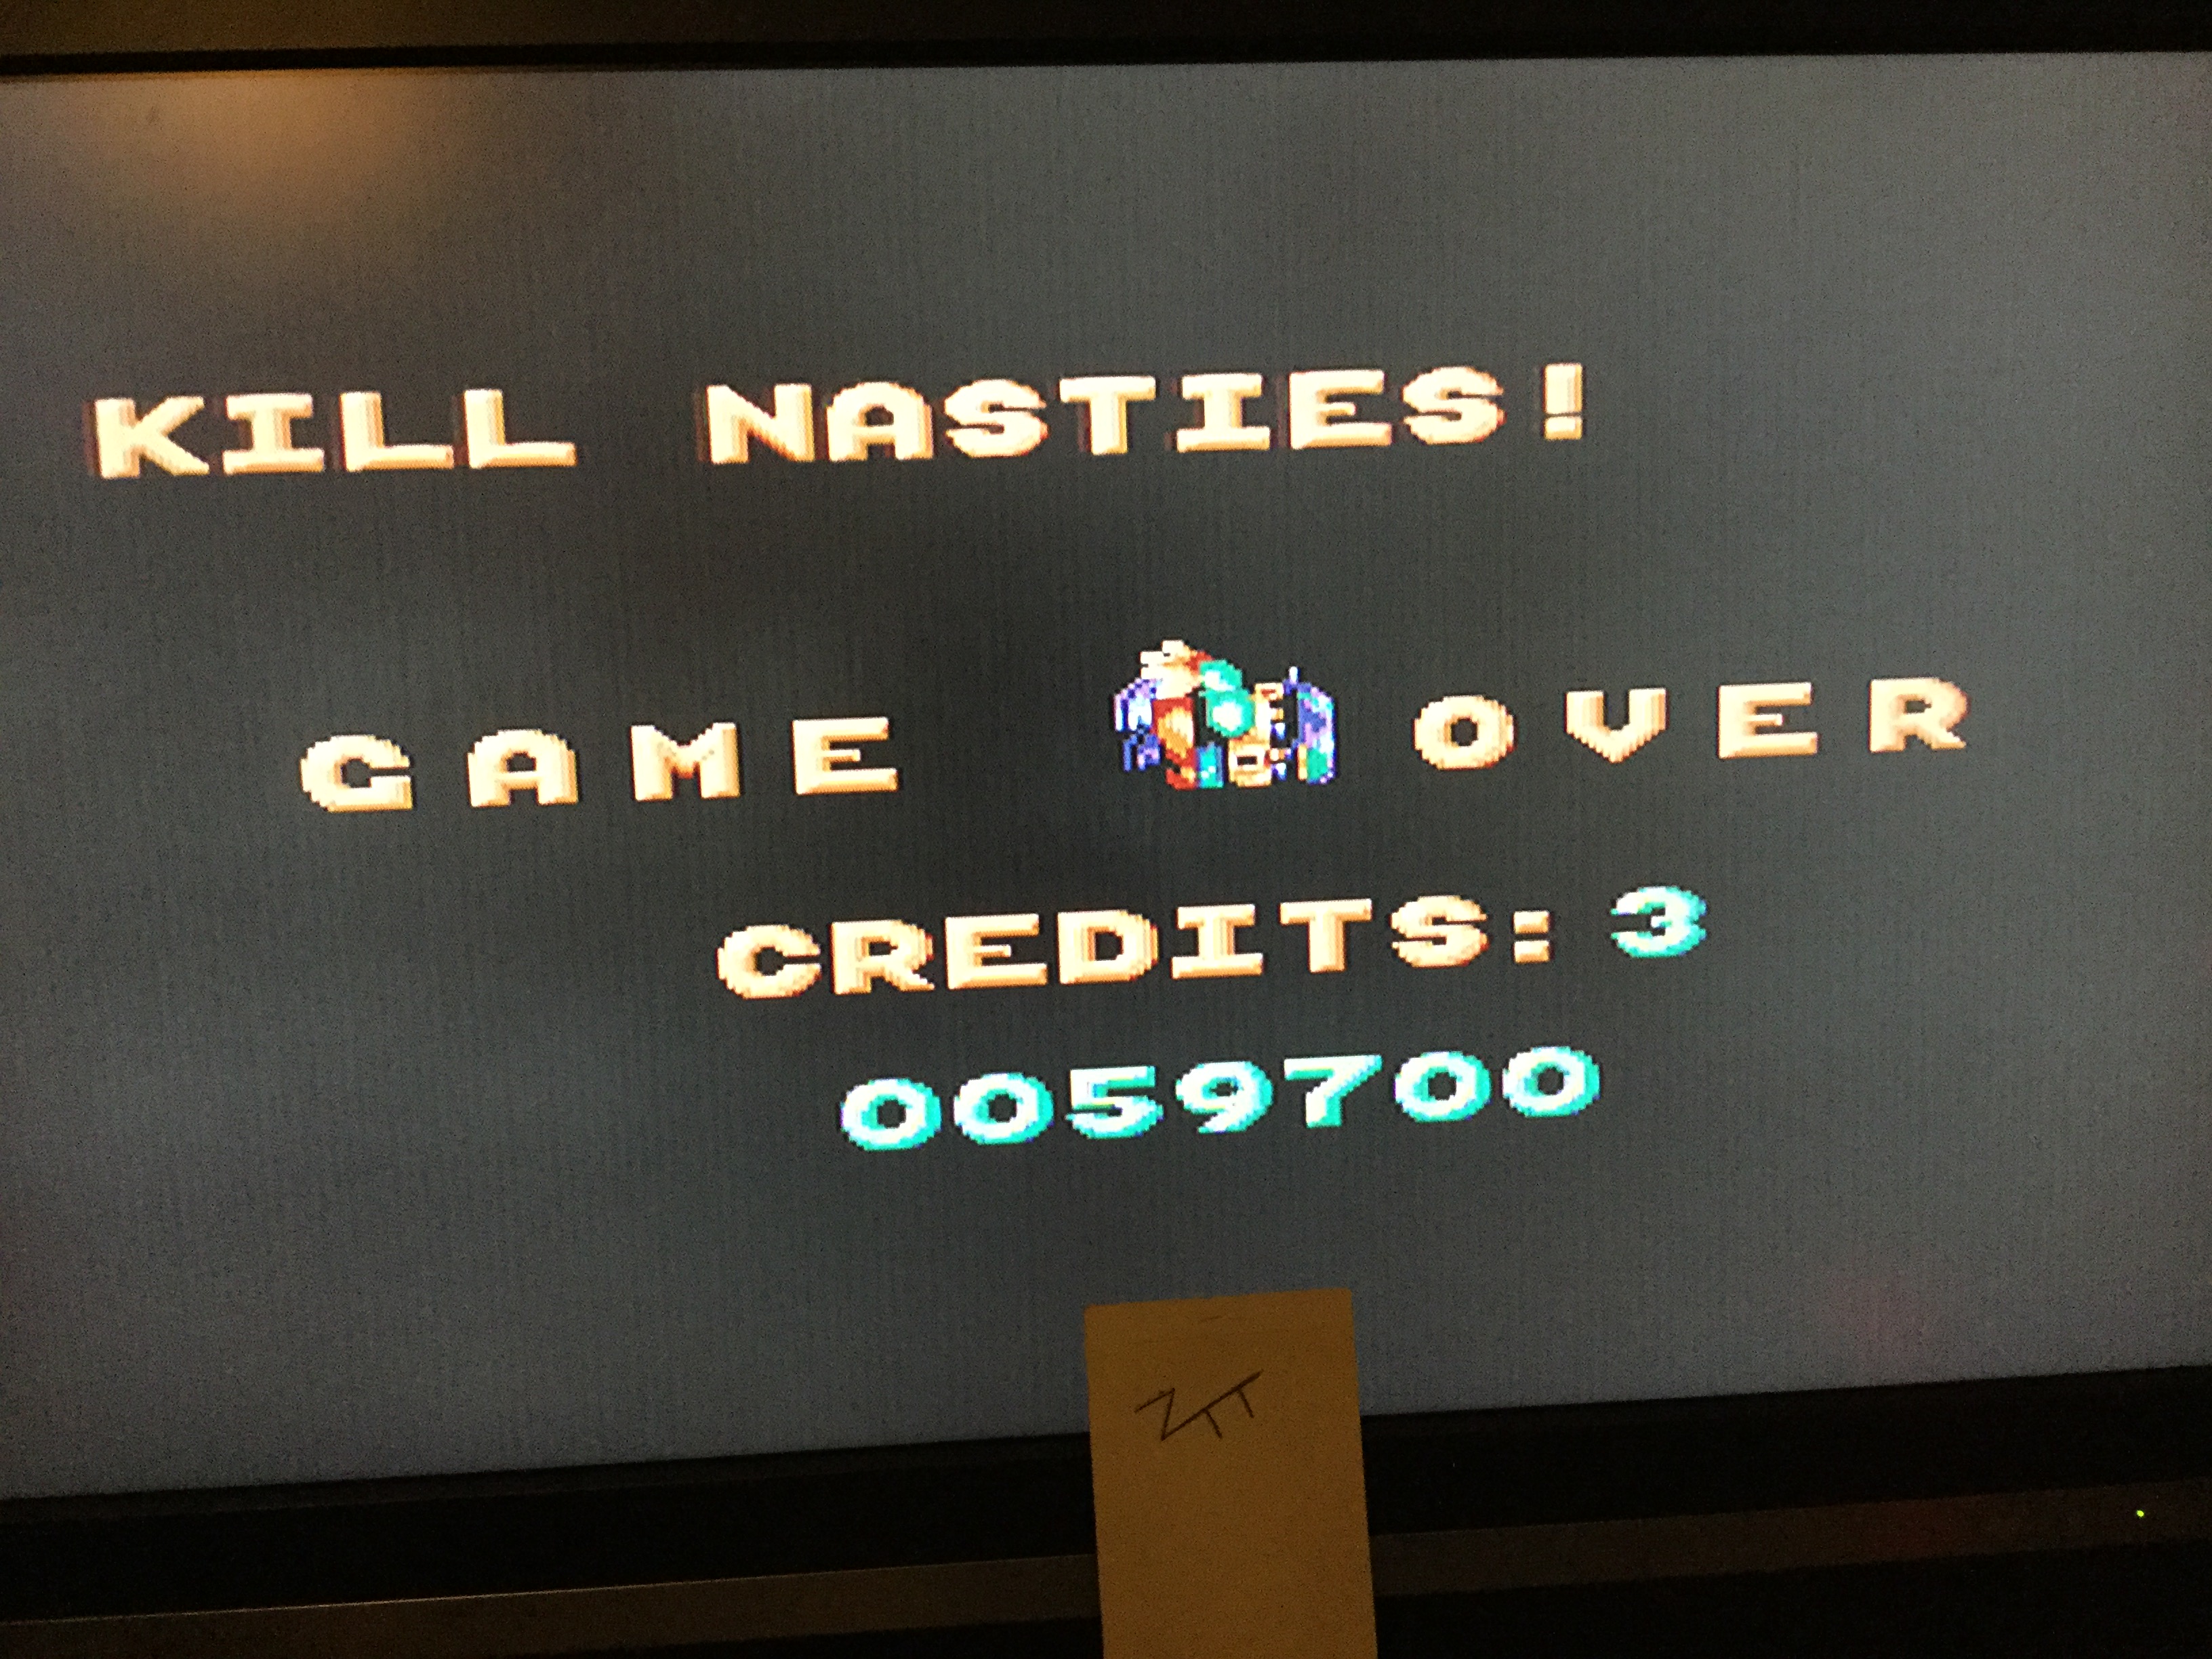 KILL NASTIES!
GAME OVER
CREDITS: 3
0059700
ZTT